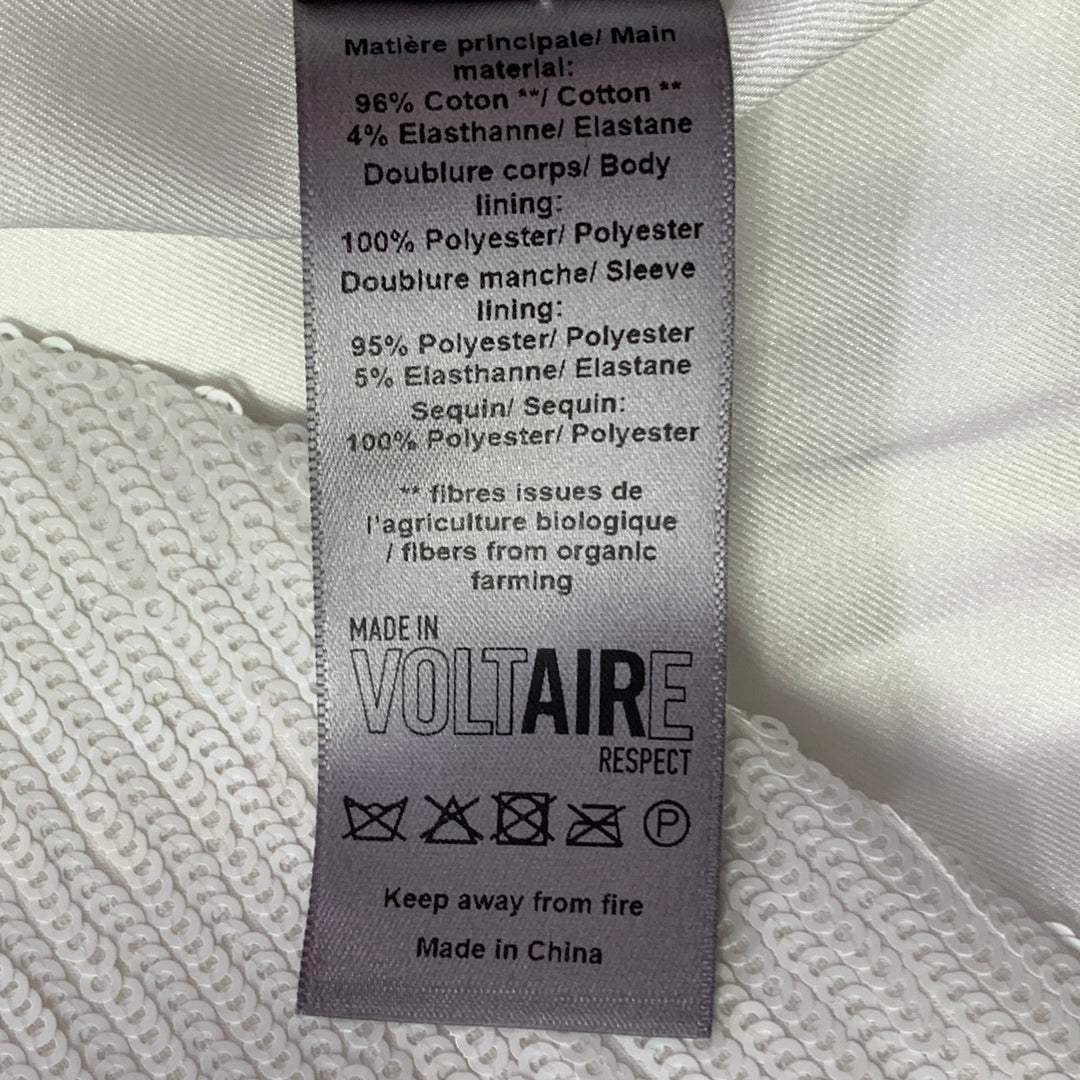 Matière principale/ Main
material:
96% Coton **/ Cotton **
4% Elasthanne/ Elastane
Doublure corps/ Body
lining:
100% Polyester/ Polyester
Doublure manche/ Sleeve
lining:
95% Polyester/ Polyester
5% Elasthanne/ Elastane
Sequin/ Sequin:
100% Polyester/ Polyester
** fibres issues de
l'agriculture biologique
/ fibers from organic
farming
MADE IN
VOLTAIRE
RESPECT
P
Keep away from fire
Made in China